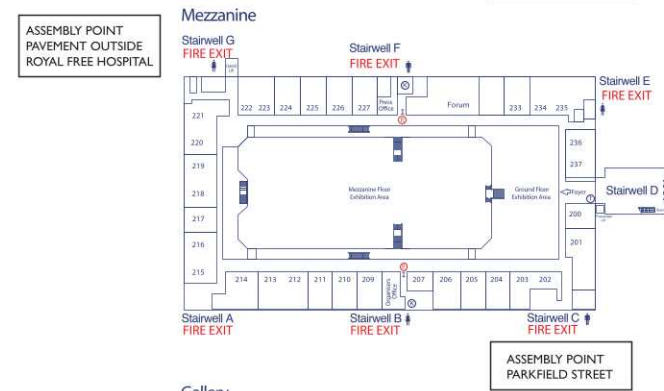 Mezzanine
ASSEMBLY POINT
PAVEMENT OUTSIDE
ROYAL FREE HOSPITAL
Stairwell G
FIRE EXIT
Stairwell F
FIRE EXIT
Stairwell E
FIRE EXIT
221
222 223 224 225 226 227
Press
Office
Forum
233 234 235
220
236
219
237
218
Mezzanine Floor
Exhibition Area
Ground Floor
Exhibition Area
Foyer
Stairwell D
217
200
216
201
215
214 213 212 211 210 209
Organisers
Office
207 206 205 204 203 202
Stairwell A
FIRE EXIT
Stairwell B
FIRE EXIT
Stairwell C
FIRE EXIT
ASSEMBLY POINT
PARKFIELD STREET